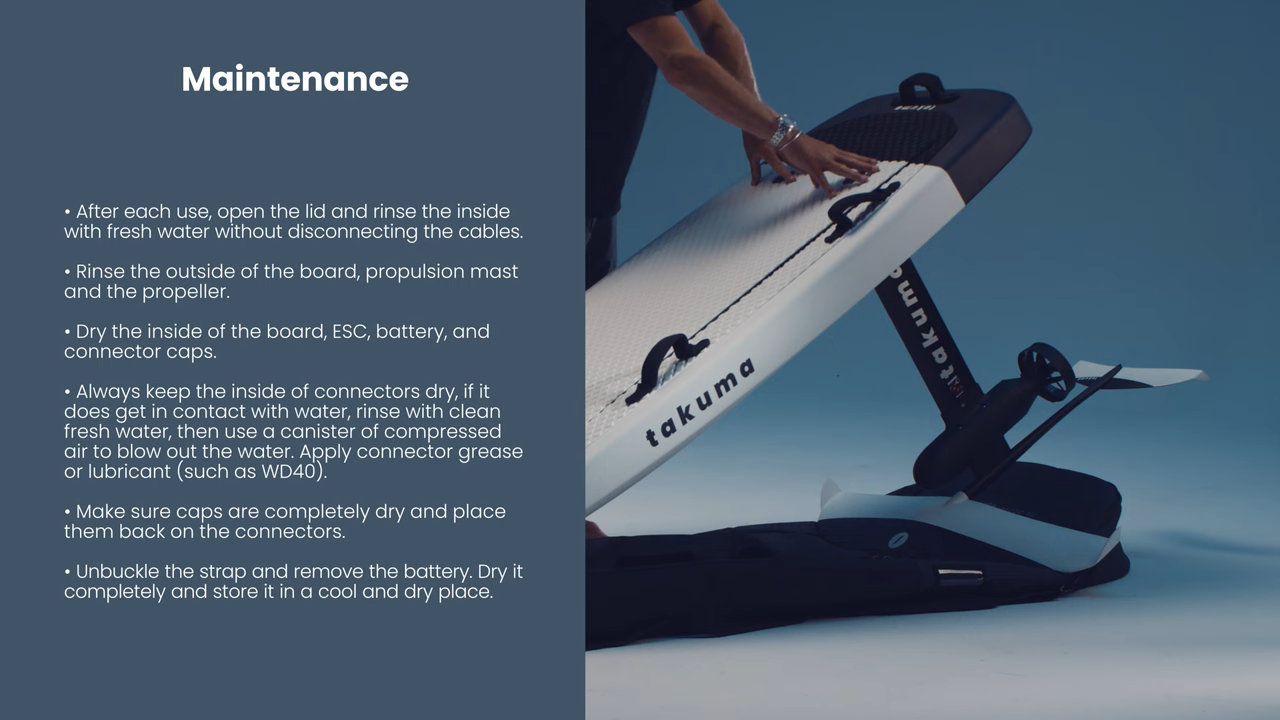 Maintenance
• After each use, open the lid and rinse the inside
with fresh water without disconnecting the cables.
• Rinse the outside of the board, propulsion mast
and the propeller.
• Dry the inside of the board, ESC, battery, and
connector caps.
• Always keep the inside of connectors dry, if it
does get in contact with water, rinse with clean
fresh water, then use a canister of compressed
air to blow out the water. Apply connector grease
or lubricant (such as WD40).
• Make sure caps are completely dry and place
them back on the connectors.
• Unbuckle the strap and remove the battery. Dry it
completely and store it in a cool and dry place.
takuma
takuma
takuma